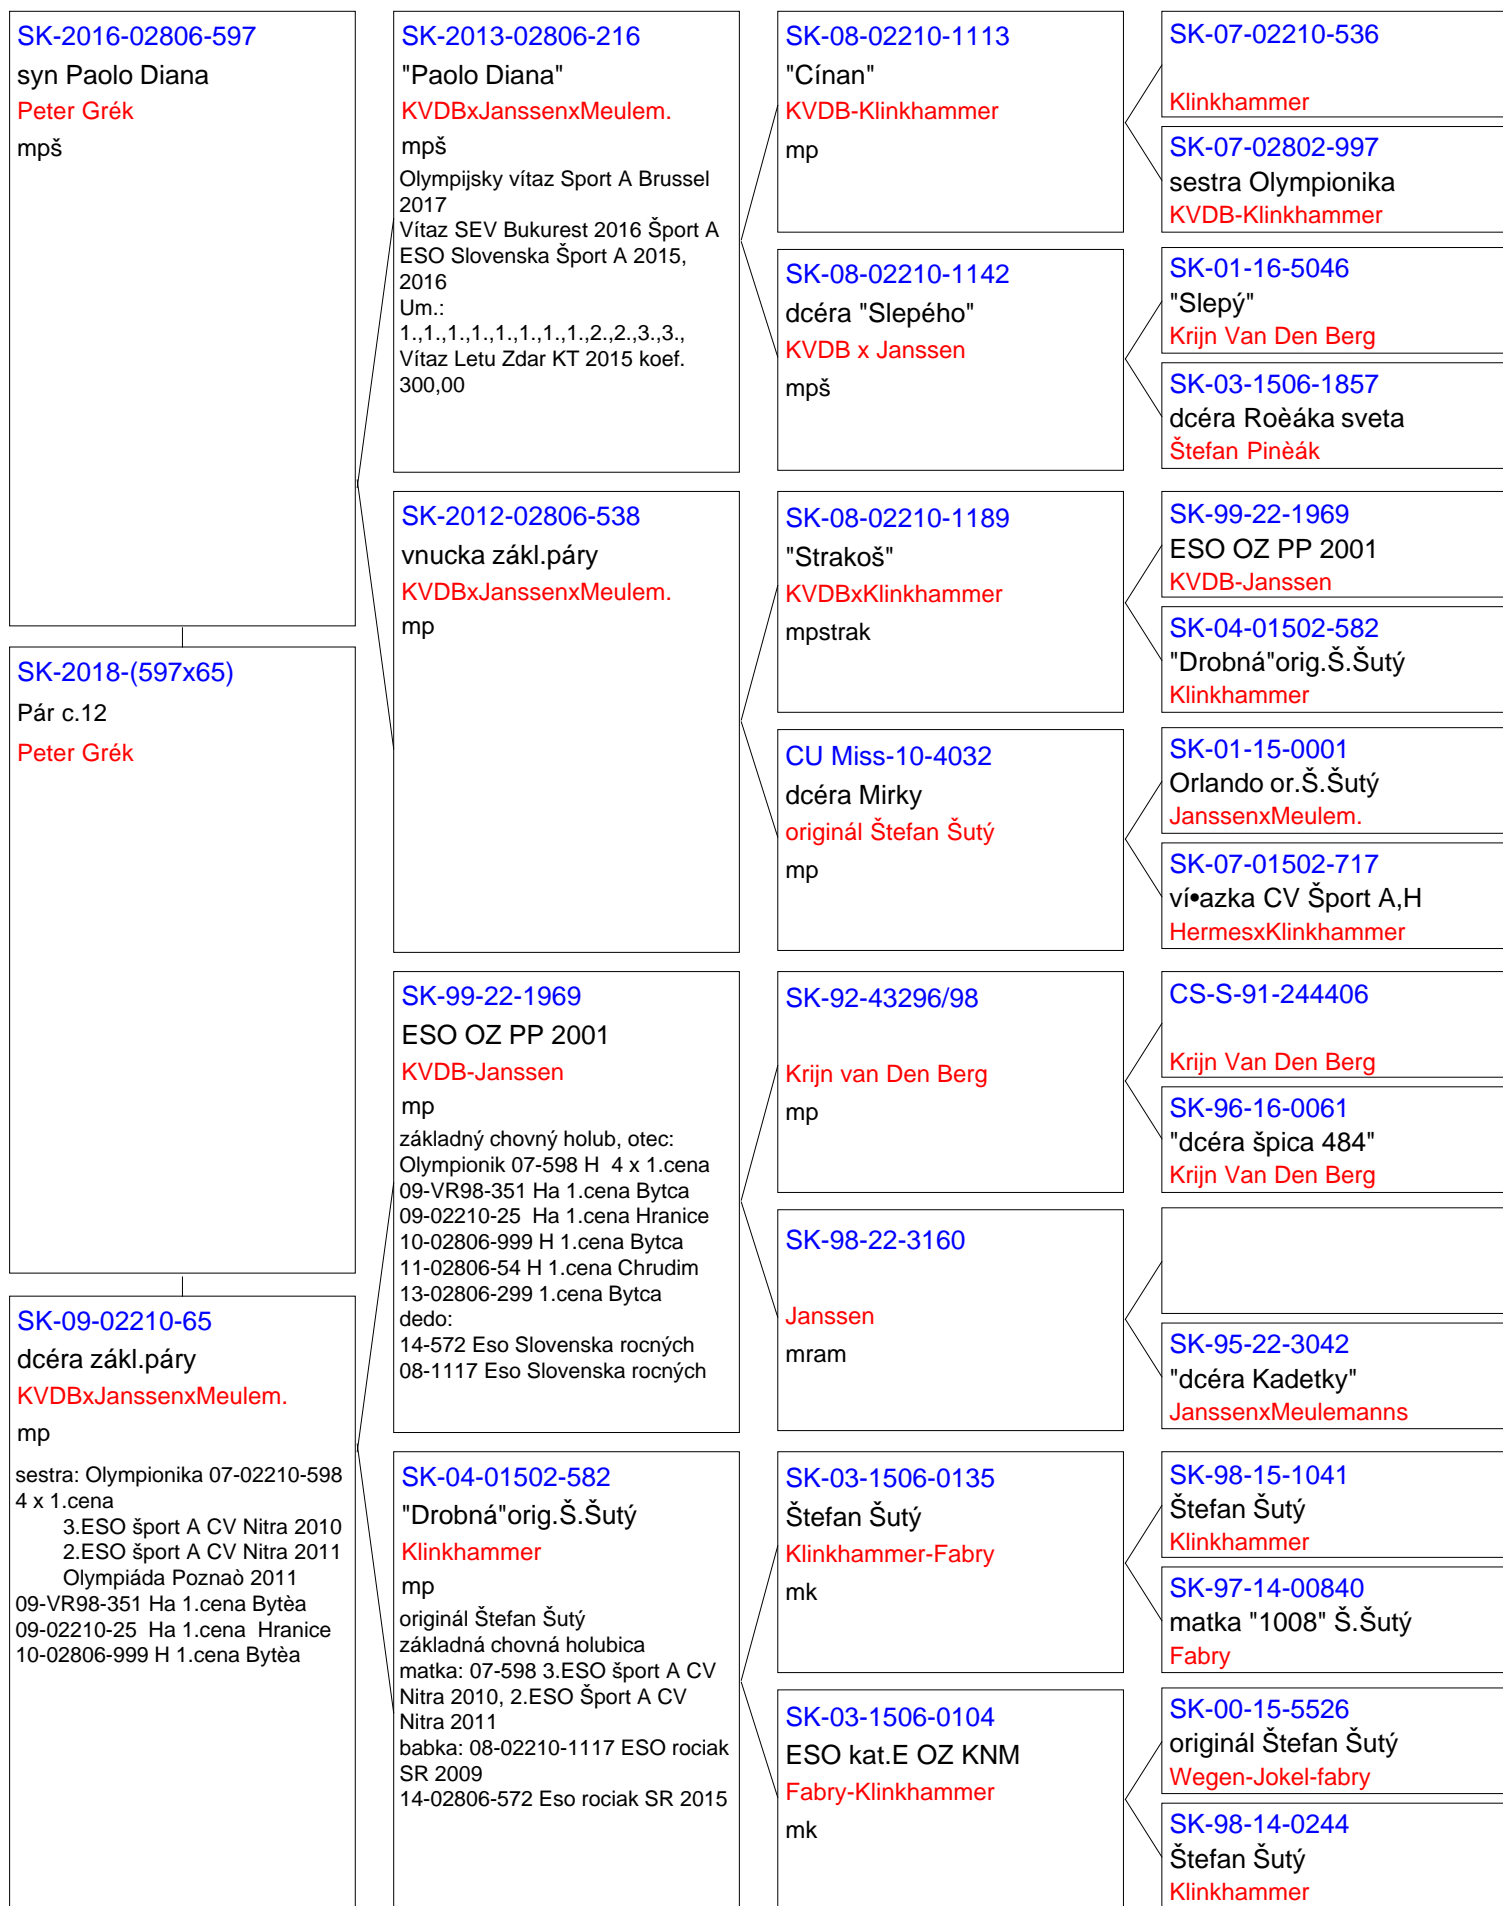 SK-2016-02806-597
syn Paolo Diana
Peter Grék
mpš
SK-2018-(597x65)
Pár c.12
Peter Grék
SK-09-02210-65
dcéra zákl.páry
KVDBxJanssenxMeulem.
mp
sestra: Olympionika 07-02210-598
4 x 1.cena
3.ESO šport A CV Nitra 2010
2.ESO šport A CV Nitra 2011
Olympiáda Poznaò 2011
09-VR98-351 Ha 1.cena Bytèa
09-02210-25 Ha 1.cena Hranice
10-02806-999 H 1.cena Bytèa
SK-2013-02806-216
"Paolo Diana"
KVDBxJanssenxMeulem.
mpš
Olympijsky vítaz Sport A Brussel
2017
Vítaz SEV Bukurest 2016 Šport A
ESO Slovenska Šport A 2015,
2016
Um.:
1.,1.,1.,1.,1.,1.,1.,1.,2.,2.,3.,3.,
Vítaz Letu Zdar KT 2015 koef.
300,00
SK-2012-02806-538
vnucka zákl.páry
KVDBxJanssenxMeulem.
mp
SK-99-22-1969
ESO OZ PP 2001
KVDB-Janssen
mp
základný chovný holub, otec:
Olympionik 07-598 H 4 x 1.cena
09-VR98-351 Ha 1.cena Bytca
09-02210-25 Ha 1.cena Hranice
10-02806-999 H 1.cena Bytca
11-02806-54 H 1.cena Chrudim
13-02806-299 1.cena Bytca
dedo:
14-572 Eso Slovenska rocných
08-1117 Eso Slovenska rocných
SK-04-01502-582
"Drobná"orig.Š.Šutý
Klinkhammer
mp
originál Štefan Šutý
základná chovná holubica
matka: 07-598 3.ESO šport A CV
Nitra 2010, 2.ESO Šport A CV
Nitra 2011
babka: 08-02210-1117 ESO rociak
SR 2009
14-02806-572 Eso rociak SR 2015
SK-08-02210-1113
"Cínan"
KVDB-Klinkhammer
mp
SK-08-02210-1142
dcéra "Slepého"
KVDB x Janssen
mpš
SK-08-02210-1189
"Strakoš"
KVDBxKlinkhammer
mpstrak
CU Miss-10-4032
dcéra Mirky
originál Štefan Šutý
mp
SK-92-43296/98
Krijn van Den Berg
mp
SK-98-22-3160
Janssen
mram
SK-03-1506-0135
Štefan Šutý
Klinkhammer-Fabry
mk
SK-03-1506-0104
ESO kat.E OZ KNM
Fabry-Klinkhammer
mk
SK-07-02210-536
Klinkhammer
SK-07-02802-997
sestra Olympionika
KVDB-Klinkhammer
SK-01-16-5046
"Slepý"
Krijn Van Den Berg
SK-03-1506-1857
dcéra Roèáka sveta
Štefan Pinèák
SK-99-22-1969
ESO OZ PP 2001
KVDB-Janssen
SK-04-01502-582
"Drobná"orig.Š.Šutý
Klinkhammer
SK-01-15-0001
Orlando or.Š.Šutý
JanssenxMeulem.
SK-07-01502-717
ví•azka CV Šport A,H
HermesxKlinkhammer
CS-S-91-244406
Krijn Van Den Berg
SK-96-16-0061
"dcéra špica 484"
Krijn Van Den Berg
SK-95-22-3042
"dcéra Kadetky"
JanssenxMeulemanns
SK-98-15-1041
Štefan Šutý
Klinkhammer
SK-97-14-00840
matka "1008" Š.Šutý
Fabry
SK-00-15-5526
originál Štefan Šutý
Wegen-Jokel-fabry
SK-98-14-0244
Štefan Šutý
Klinkhammer